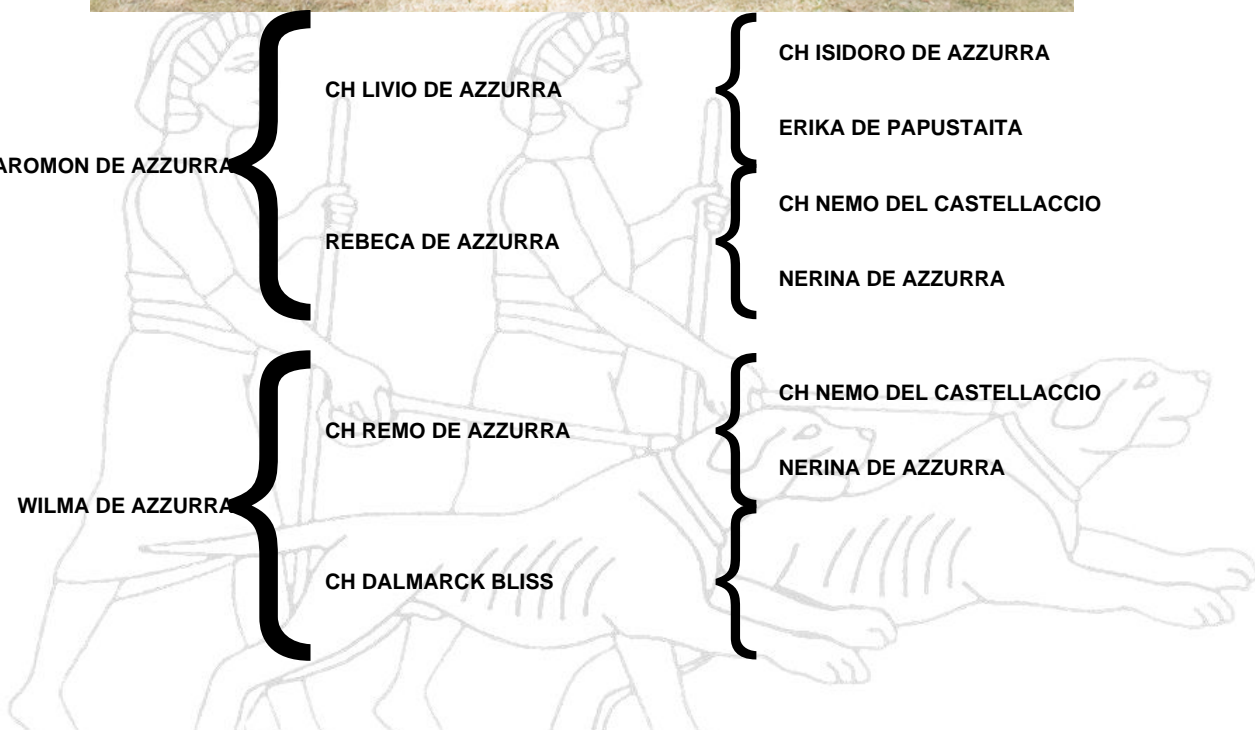 CH ISIDORO DE AZZURRA
CH LIVIO DE AZZURRA
ERIKA DE PAPUSTAITA
AROMON DE AZZURRA
CH NEMO DEL CASTELLACCIO
REBECA DE AZZURRA
NERINA DE AZZURRA
CH NEMO DEL CASTELLACCIO
CH REMO DE AZZURRA
NERINA DE AZZURRA
WILMA DE AZZURRA
CH DALMARCK BLISS